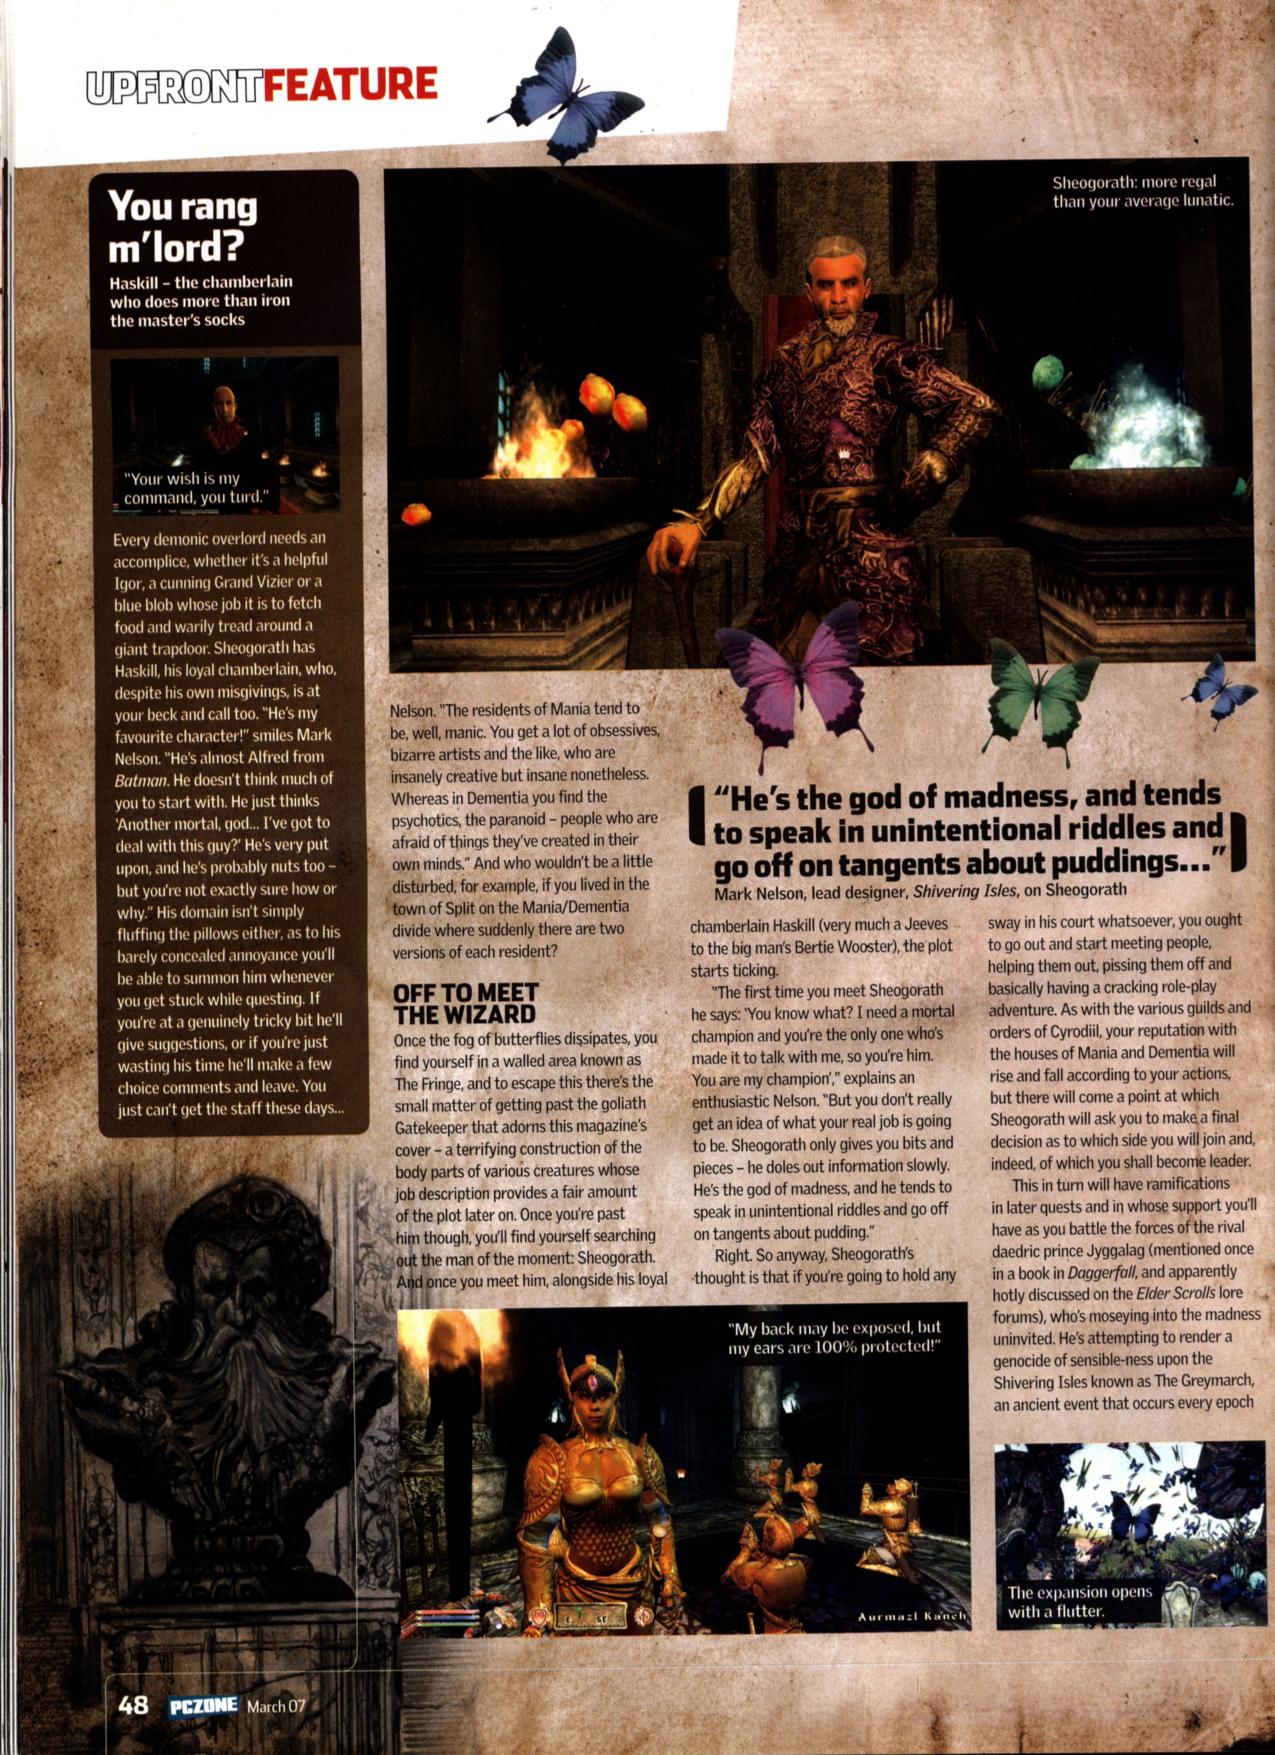 UPFRONTFEATURE
You rang
m'lord?
Haskill – the chamberlain
who does more than iron
the master's socks
"Your wish is my
command, you turd."
Every demonic overlord needs an
accomplice, whether it's a helpful
Igor, a cunning Grand Vizier or a
blue blob whose job it is to fetch
food and warily tread around a
giant trapdoor. Sheogorath has
Haskill, his loyal chamberlain, who,
despite his own misgivings, is at
your beck and call too. "He's my
favourite character!" smiles Mark
Nelson. "He's almost Alfred from
Batman. He doesn't think much of
you to start with. He just thinks
'Another mortal, god... I've got to
deal with this guy?' He's very put
upon, and he's probably nuts too –
but you're not exactly sure how or
why." His domain isn't simply
fluffing the pillows either, as to his
barely concealed annoyance you'll
be able to summon him whenever
you get stuck while questing. If
you're at a genuinely tricky bit he'll
give suggestions, or if you're just
wasting his time he'll make a few
choice comments and leave. You
just can't get the staff these days...
Sheogorath: more regal
than your average lunatic.
Nelson. "The residents of Mania tend to
be, well, manic. You get a lot of obsessives,
bizarre artists and the like, who are
insanely creative but insane nonetheless.
Whereas in Dementia you find the
psychotics, the paranoid – people who are
afraid of things they've created in their
own minds." And who wouldn't be a little
disturbed, for example, if you lived in the
town of Split on the Mania/Dementia
divide where suddenly there are two
versions of each resident?
OFF TO MEET
THE WIZARD
Once the fog of butterflies dissipates, you
find yourself in a walled area known as
The Fringe, and to escape this there's the
small matter of getting past the goliath
Gatekeeper that adorns this magazine's
cover – a terrifying construction of the
body parts of various creatures whose
job description provides a fair amount
of the plot later on. Once you're past
him though, you'll find yourself searching
out the man of the moment: Sheogorath.
And once you meet him, alongside his loyal
"He's the god of madness, and tends
to speak in unintentional riddles and
go off on tangents about puddings..."
Mark Nelson, lead designer, Shivering Isles, on Sheogorath
chamberlain Haskill (very much a Jeeves
to the big man's Bertie Wooster), the plot
starts ticking.
"The first time you meet Sheogorath
he says: 'You know what? I need a mortal
champion and you're the only one who's
made it to talk with me, so you're him.
You are my champion'," explains an
enthusiastic Nelson. "But you don't really
get an idea of what your real job is going
to be. Sheogorath only gives you bits and
pieces – he doles out information slowly.
He's the god of madness, and he tends to
speak in unintentional riddles and go off
on tangents about pudding."
Right. So anyway, Sheogorath's
thought is that if you're going to hold any
sway in his court whatsoever, you ought
to go out and start meeting people,
helping them out, pissing them off and
basically having a cracking role-play
adventure. As with the various guilds and
orders of Cyrodiil, your reputation with
the houses of Mania and Dementia will
rise and fall according to your actions,
but there will come a point at which
Sheogorath will ask you to make a final
decision as to which side you will join and,
indeed, of which you shall become leader.
This in turn will have ramifications
in later quests and in whose support you'll
have as you battle the forces of the rival
daedric prince Jyggalag (mentioned once
in a book in Daggerfall, and apparently
hotly discussed on the Elder Scrolls lore
forums), who's moseying into the madness
uninvited. He's attempting to render a
genocide of sensible-ness upon the
Shivering Isles known as The Greymarch,
an ancient event that occurs every epoch
"My back may be exposed, but
my ears are 100% protected!"
E SE
Aurmazl Kaneh
The expansion opens
with a flutter.
48 PCZONE March 07